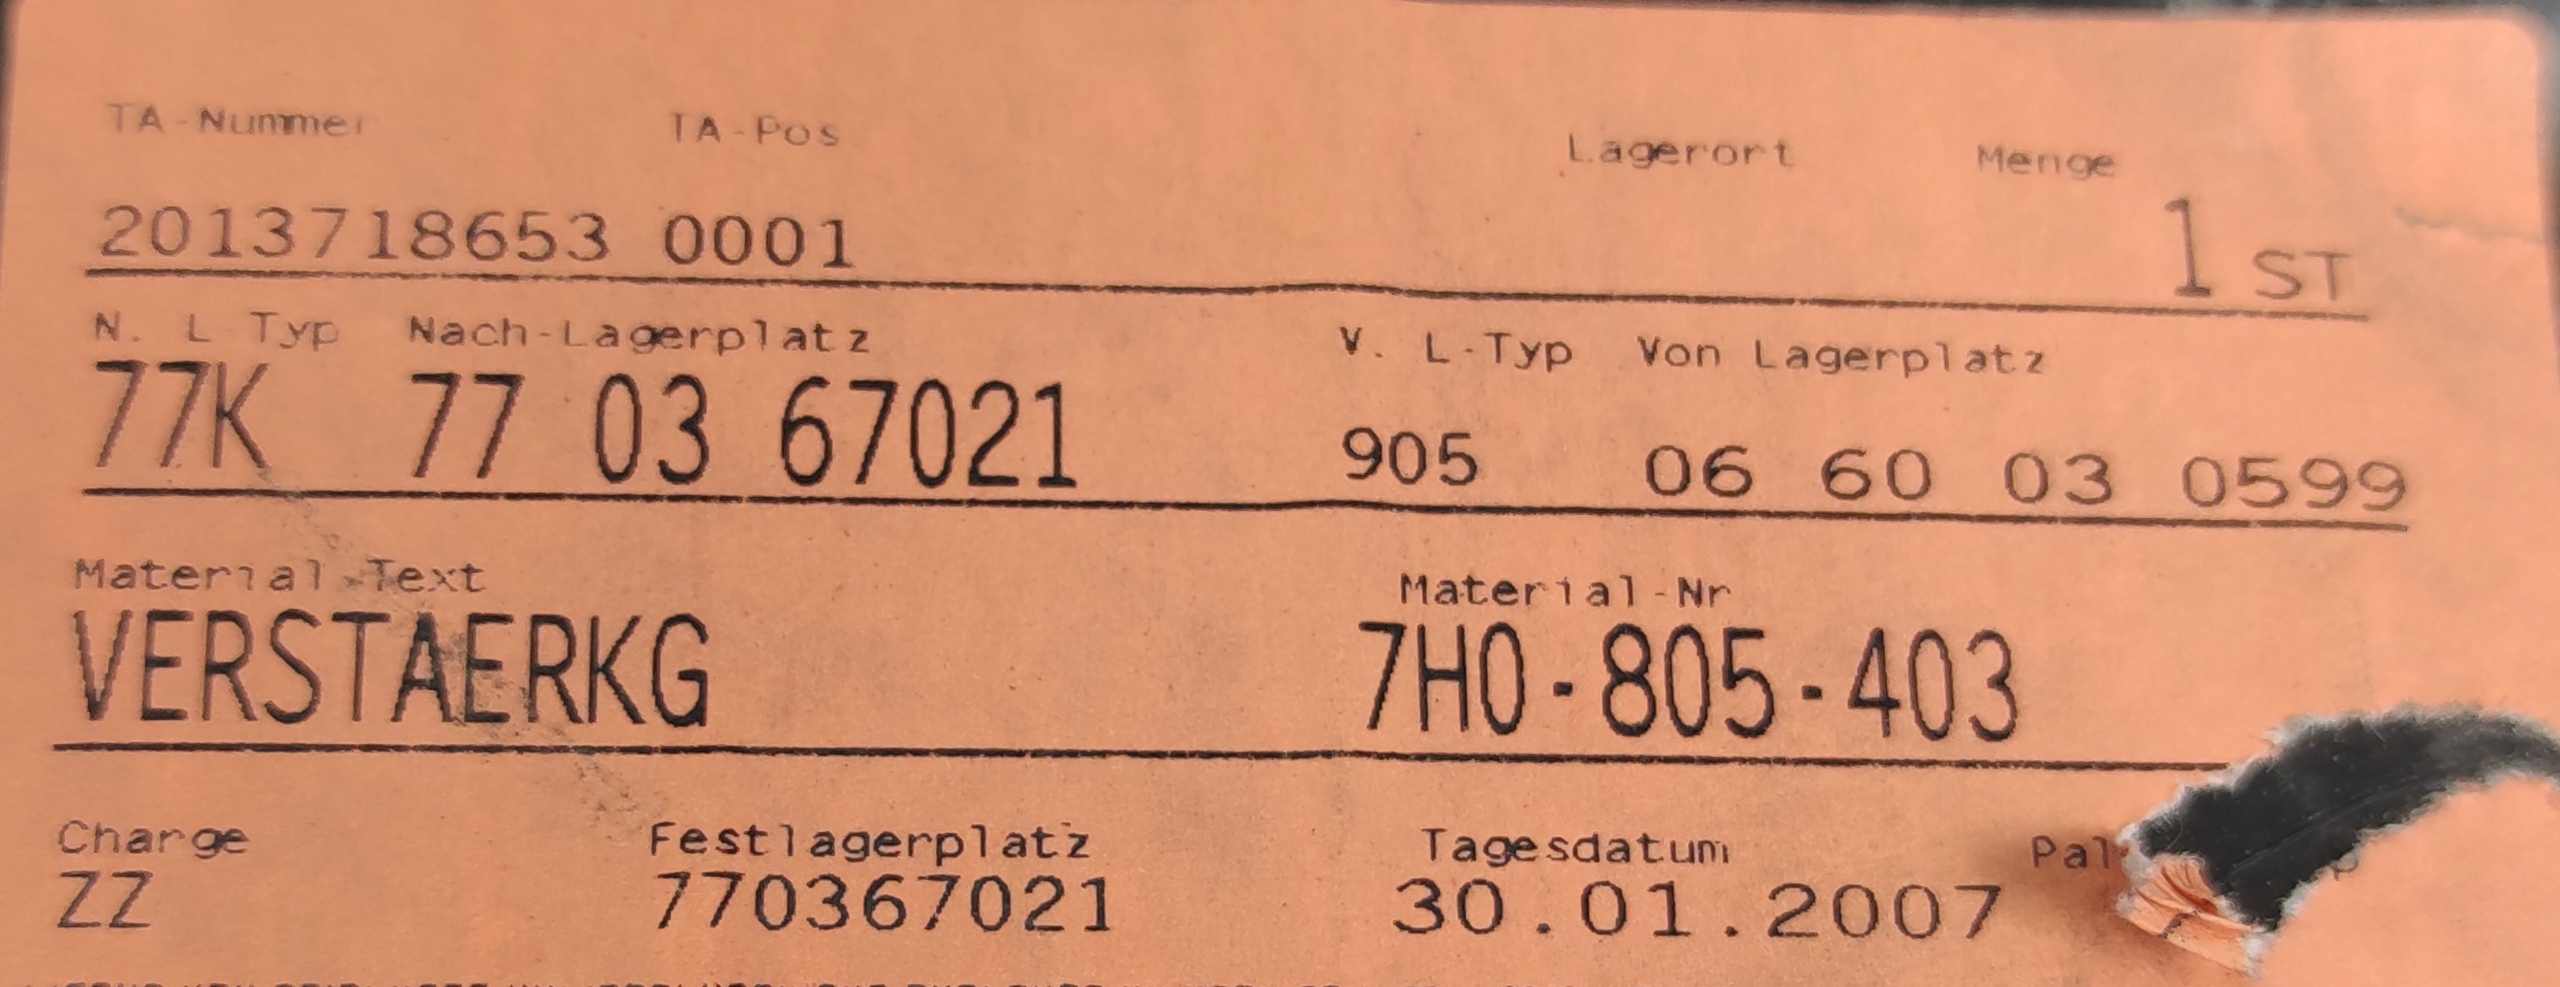 TA-Nummer TA-Pos Lagerort Menge
2013718653 0001 1 ST
N. L Typ Nach-Lagerplatz V. L-Typ Von Lagerplatz
77K 77 03 67021 905 06 60 03 0599
Material-Text Material-Nr
VERSTAERKG 7H0-805-403
Charge Festlagerplatz Tagesdatum
ZZ 770367021 30.01.2007